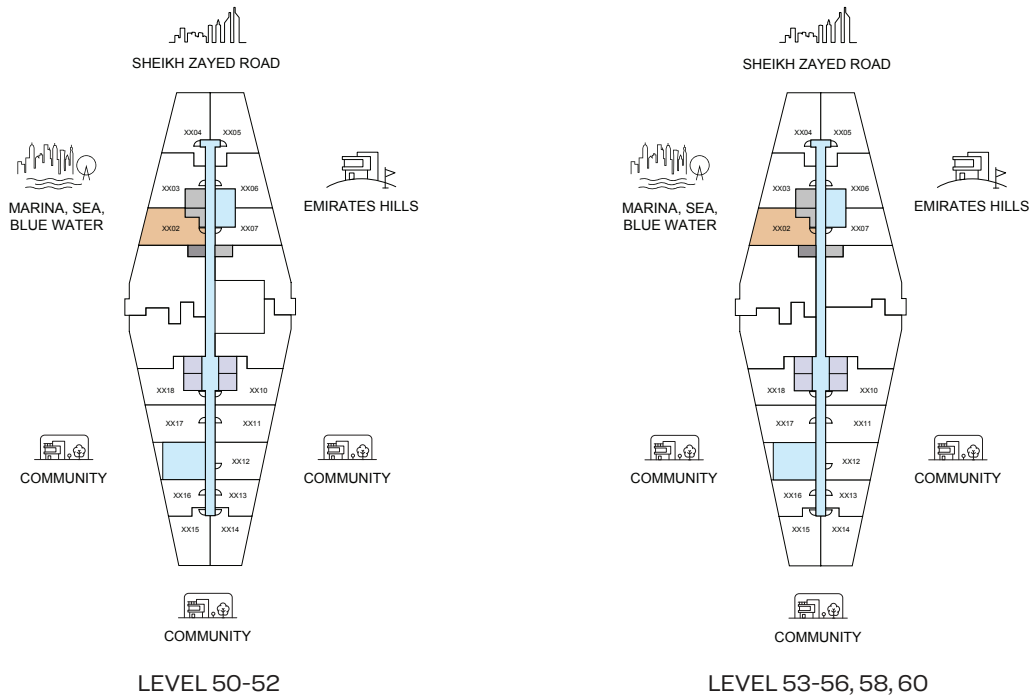 SHEIKH ZAYED ROAD
XX04
XX05
XX03
XX06
MARINA, SEA,
BLUE WATER
EMIRATES HILLS
XX02
XX07
XX18
XX10
XX17
XX11
COMMUNITY
XX12
COMMUNITY
XX16
XX13
XX15
XX14
COMMUNITY
LEVEL 50-52
SHEIKH ZAYED ROAD
XX04
XX05
XX03
XX06
MARINA, SEA,
BLUE WATER
EMIRATES HILLS
XX02
XX07
XX18
XX10
XX17
XX11
COMMUNITY
XX12
COMMUNITY
XX16
XX13
XX15
XX14
COMMUNITY
LEVEL 53-56, 58, 60